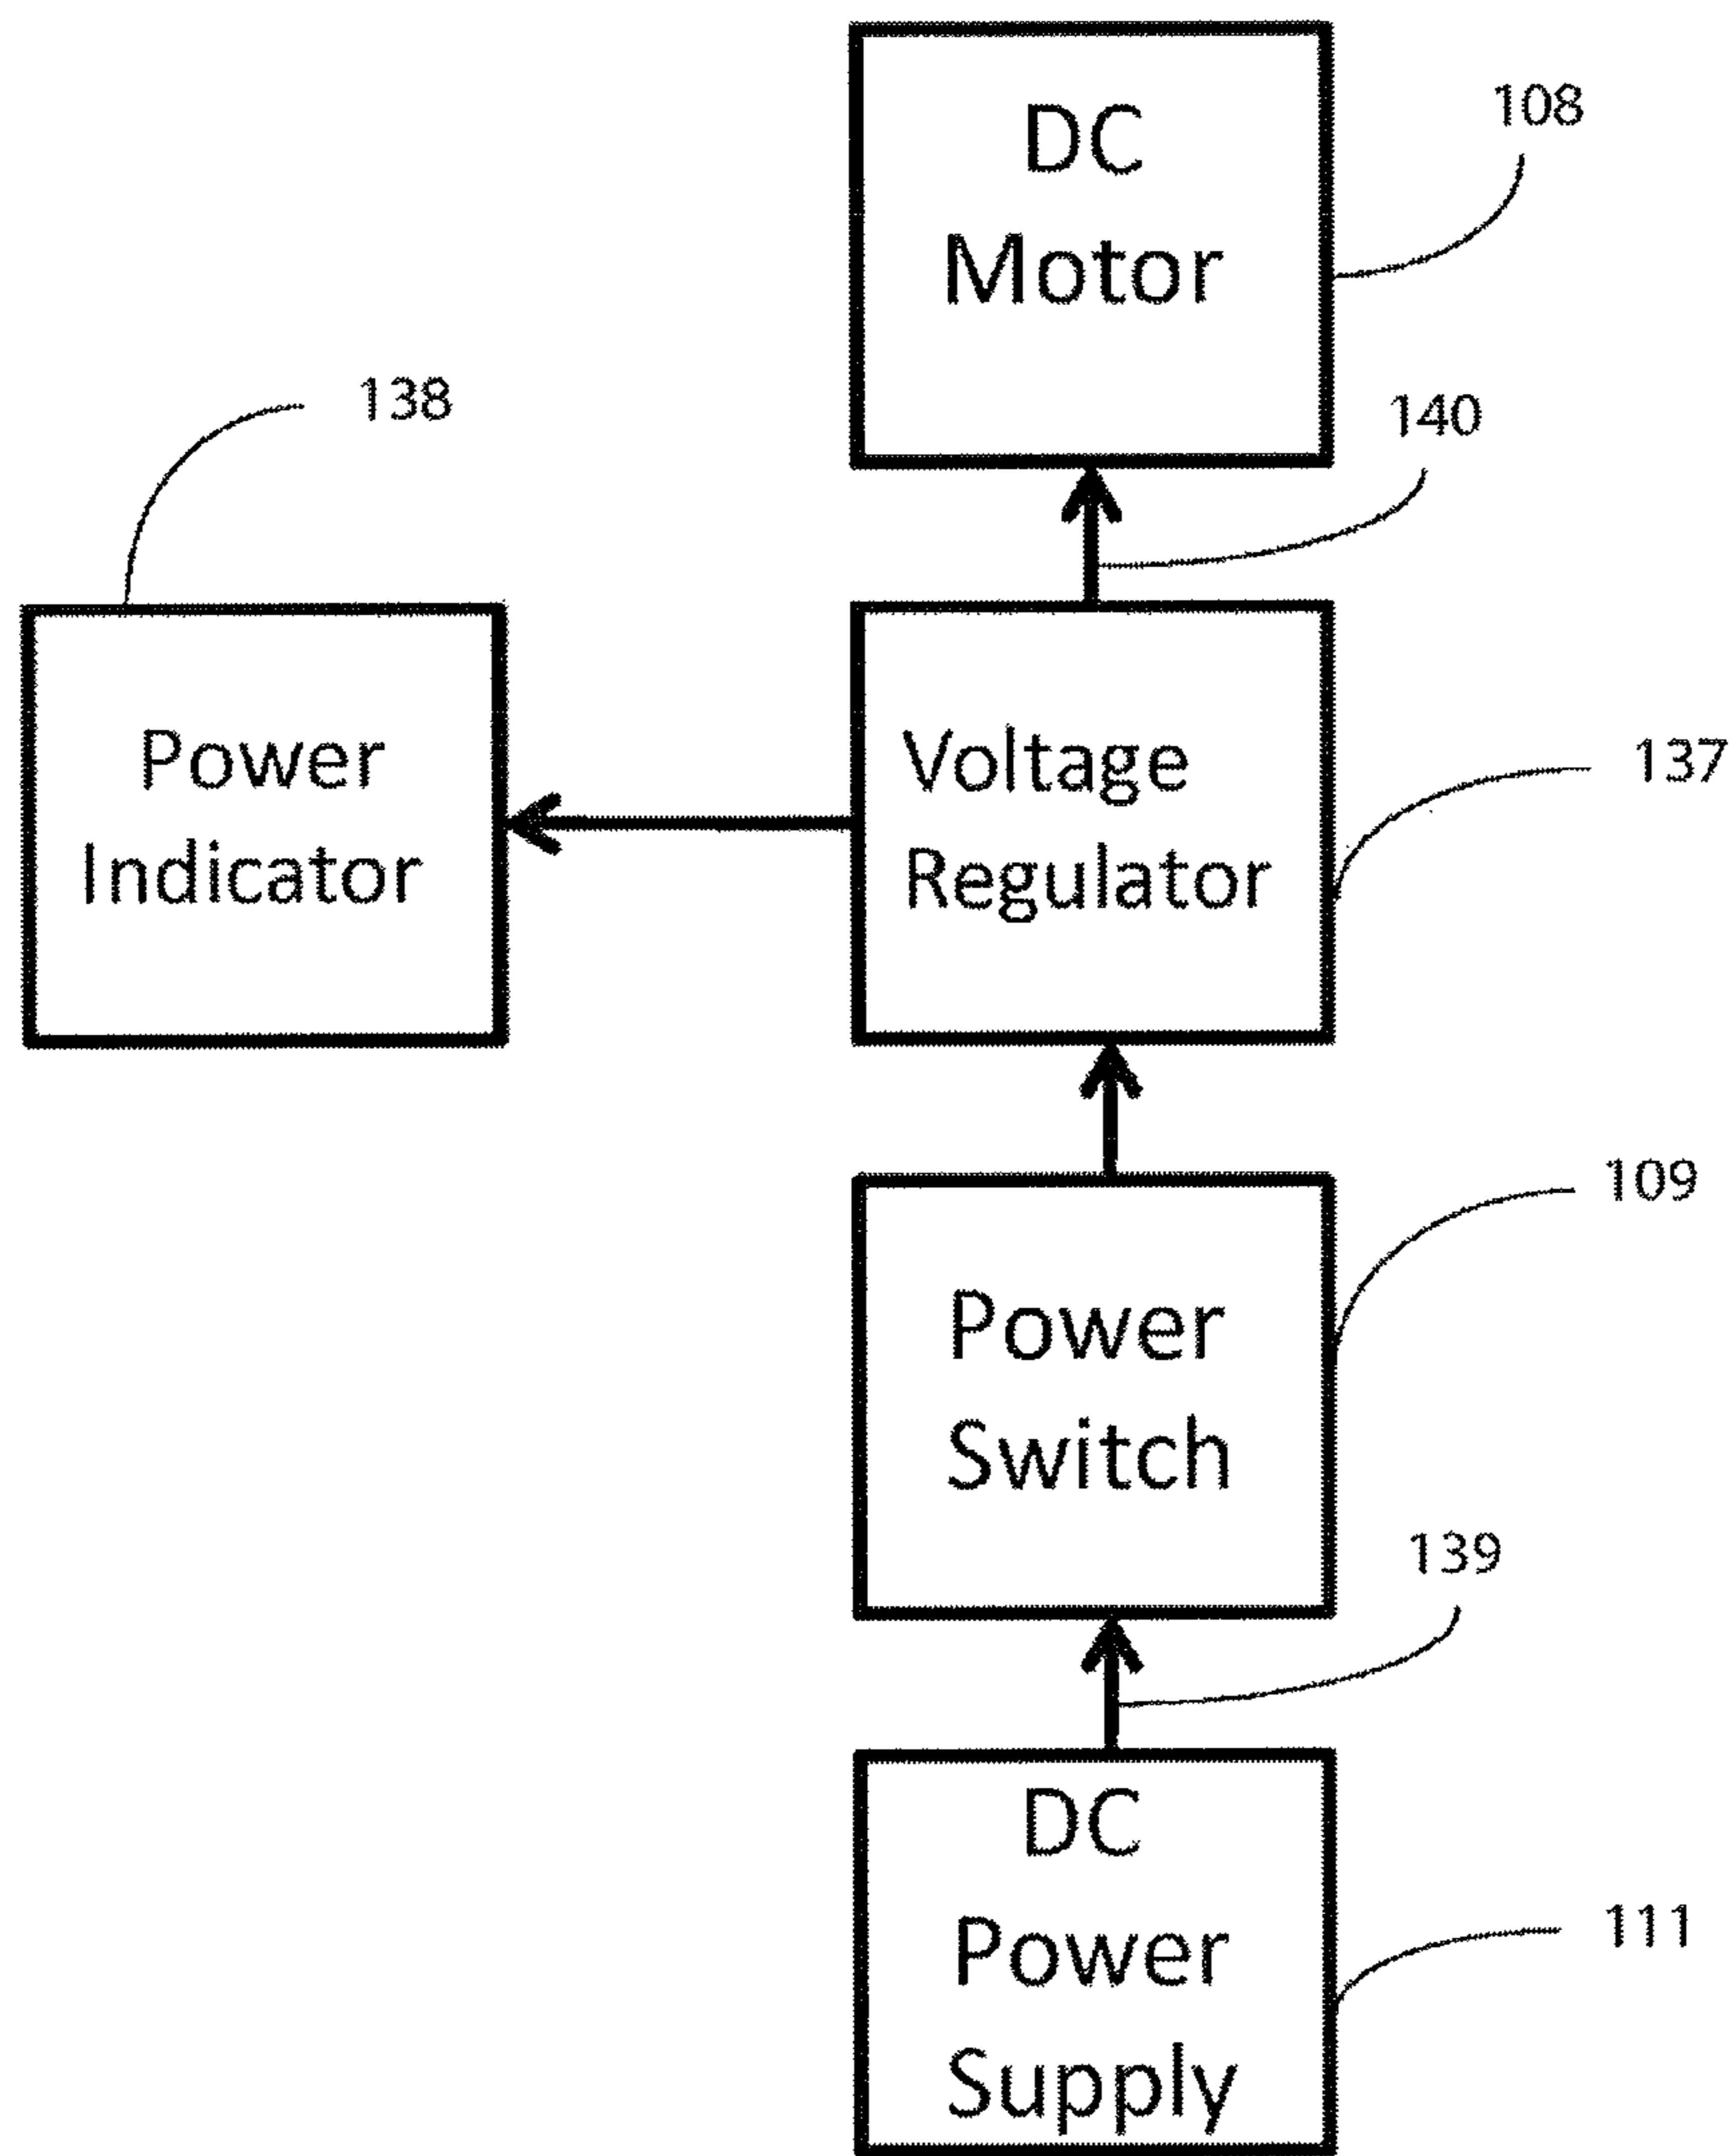 DC
Motor
108
138
140
Power
Indicator
Voltage
Regulator
137
109
Power
Switch
139
DC
Power
Supply
111